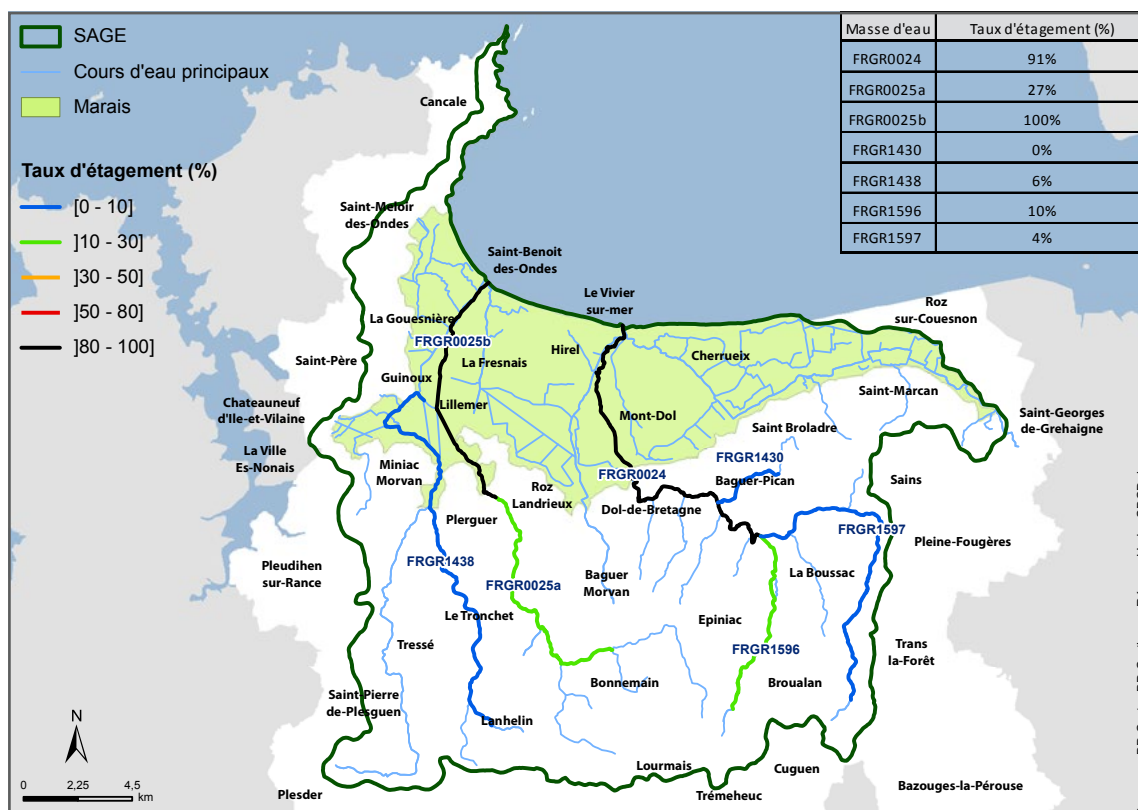 SAGE
Cours d'eau principaux
Marais
Taux d'étagement (%)
[0 - 10]
]10 - 30]
]30 - 50]
]50 - 80]
]80 - 100]
Masse d'eau Taux d'étagement (%)
FRGR0024 91%
FRGR0025a 27%
FRGR0025b 100%
FRGR1430 0%
FRGR1438 6%
FRGR1596 10%
FRGR1597 4%
Cancale
Saint-Meloir
des-Ondes
Saint-Benoit
des-Ondes
Le Vivier
sur-mer
Roz
sur-Couesnon
La Gouesnière
FRGR0025b
La Fresnais
Hirel
Cherrueix
Saint-Père
Guinoux
Lillemer
Mont-Dol
Saint-Marcan
Chateauneuf
d'Ile-et-Vilaine
Saint-Georges
de-Grehaigne
Saint Broladre
La Ville
Es-Nonais
Miniac
Morvan
FRGR0024
FRGR1430
Baguer-Pican
Sains
Roz
Landrieux
Dol-de-Bretagne
Plerguer
FRGR1597
Pleine-Fougères
Pleudihen
sur-Rance
FRGR1438
FRGR0025a
Baguer
Morvan
La Boussac
Le Tronchet
Epiniac
Tressé
FRGR1596
Trans
la-Forêt
Bonnemain
Broualan
Saint-Pierre
de-Plesguen
Lanhelin
N
Lourmais
Cuguen
0 2,25 4,5
km
Plesder
Trémeheuc
Bazouges-la-Pérouse